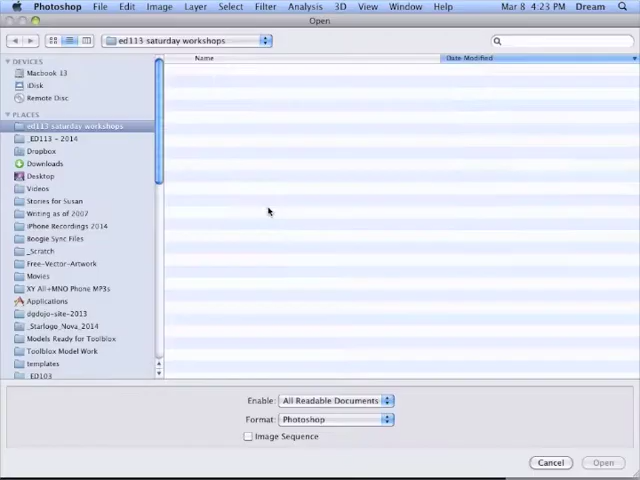 Photoshop File Edit Image Layer Select Filter Analysis 3D View Window Help Mar 8 4:23 PM Dream
Open
ed113 saturday workshops
DEVICES Name Date Modified
Macbook 13
iDisk
Remote Disc
PLACES
ed113 saturday workshops
_ED113 - 2014
Dropbox
Downloads
Desktop
Videos
Stories for Susan
Writing as of 2007
iPhone Recordings 2014
Boogie Sync Files
_Scratch
Free-Vector-Artwork
Movies
XY All+MNO Phone MP3s
Applications
dgdojo-site-2013
_Starlogo_Nova_2014
Models Ready for Toolblox
Toolblox Model Work
templates
_ED103
Enable: All Readable Documents
Format: Photoshop
Image Sequence
Cancel Open